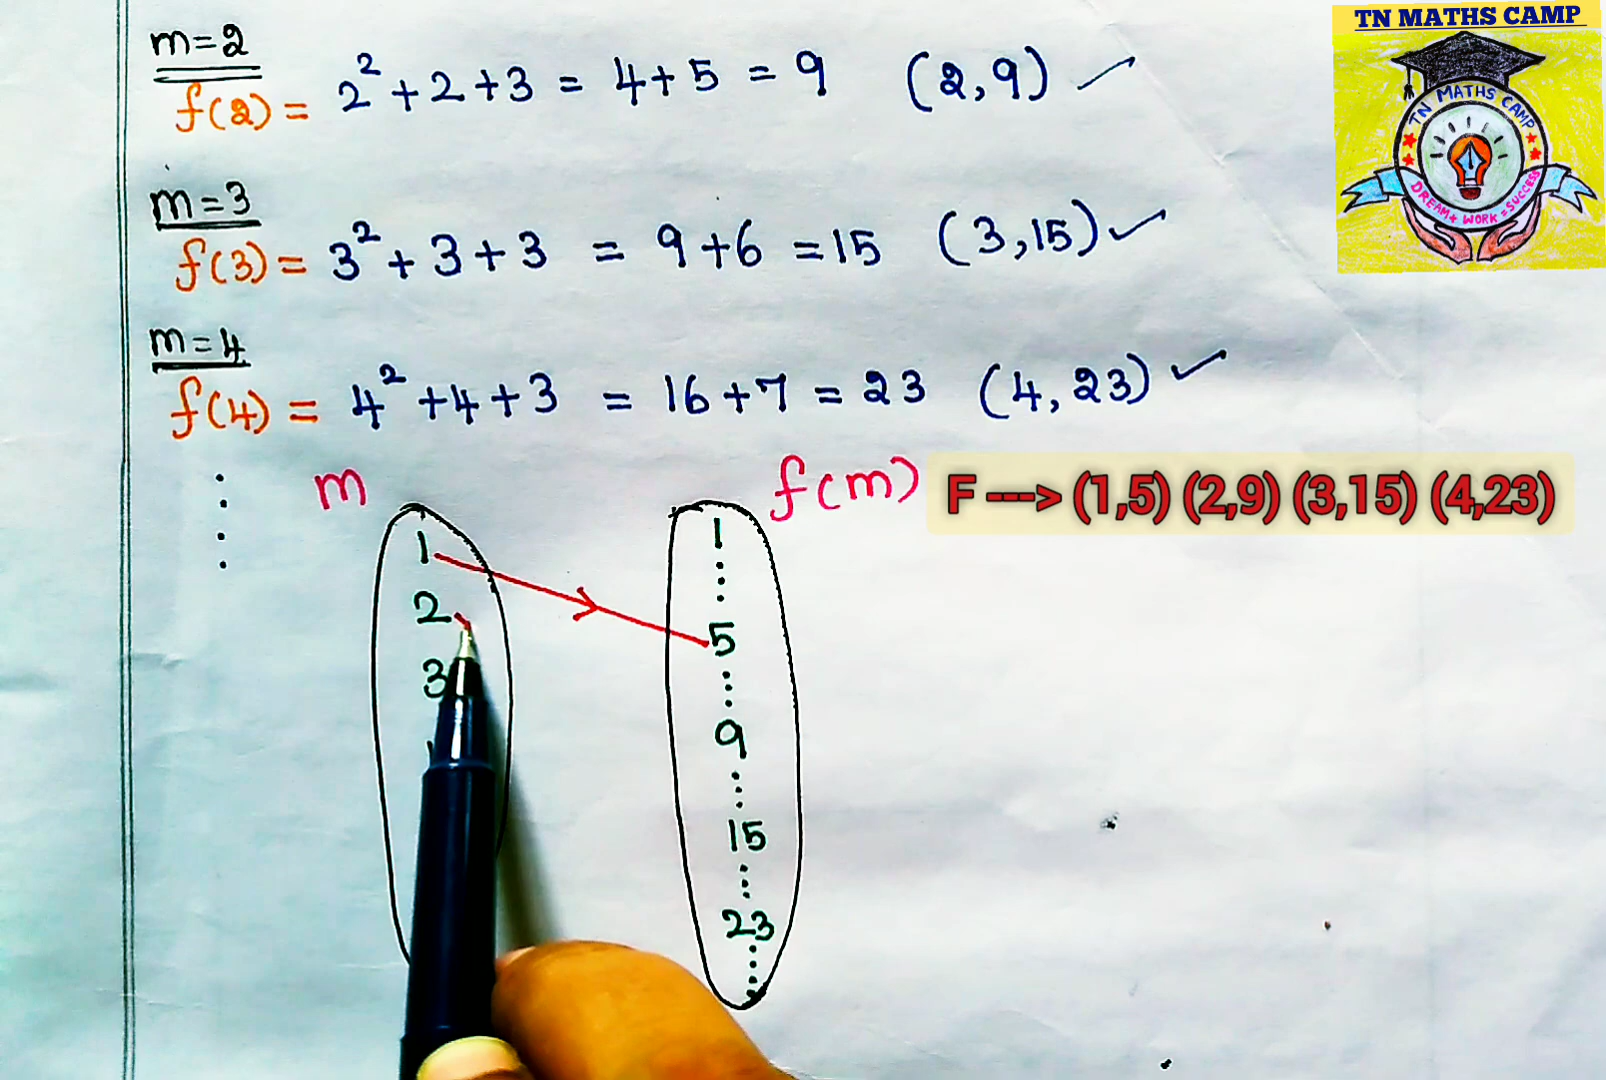 TN MATHS CAMP
TN MATHS CAMP
DREAM + WORK = SUCCESS
m=2
f(2) = 2² + 2 + 3 = 4 + 5 = 9 (2,9)
m=3
f(3) = 3² + 3 + 3 = 9 + 6 = 15 (3,15)
m=4
f(4) = 4² + 4 + 3 = 16 + 7 = 23 (4,23)
m f(m)
F ---> (1,5) (2,9) (3,15) (4,23)
1
2
3
1
5
9
15
23